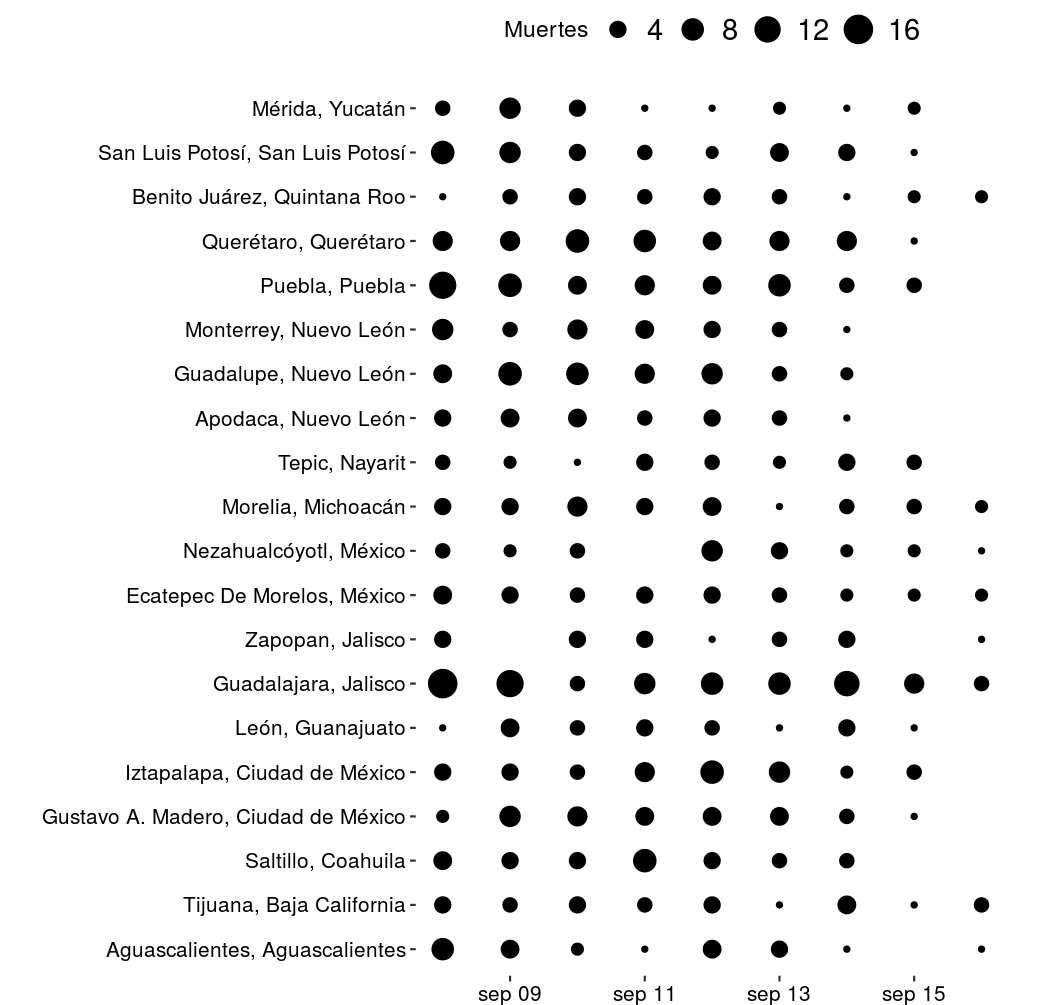 Muertes 4 8 12 16
Mérida, Yucatán
San Luis Potosí, San Luis Potosí
Benito Juárez, Quintana Roo
Querétaro, Querétaro
Puebla, Puebla
Monterrey, Nuevo León
Guadalupe, Nuevo León
Apodaca, Nuevo León
Tepic, Nayarit
Morelia, Michoacán
Nezahualcóyotl, México
Ecatepec De Morelos, México
Zapopan, Jalisco
Guadalajara, Jalisco
León, Guanajuato
Iztapalapa, Ciudad de México
Gustavo A. Madero, Ciudad de México
Saltillo, Coahuila
Tijuana, Baja California
Aguascalientes, Aguascalientes
sep 09 sep 11 sep 13 sep 15